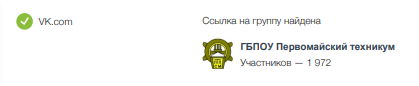 VK.com
Ссылка на группу найдена
ГБПОУ Первомайский техникум
Участников — 1 972